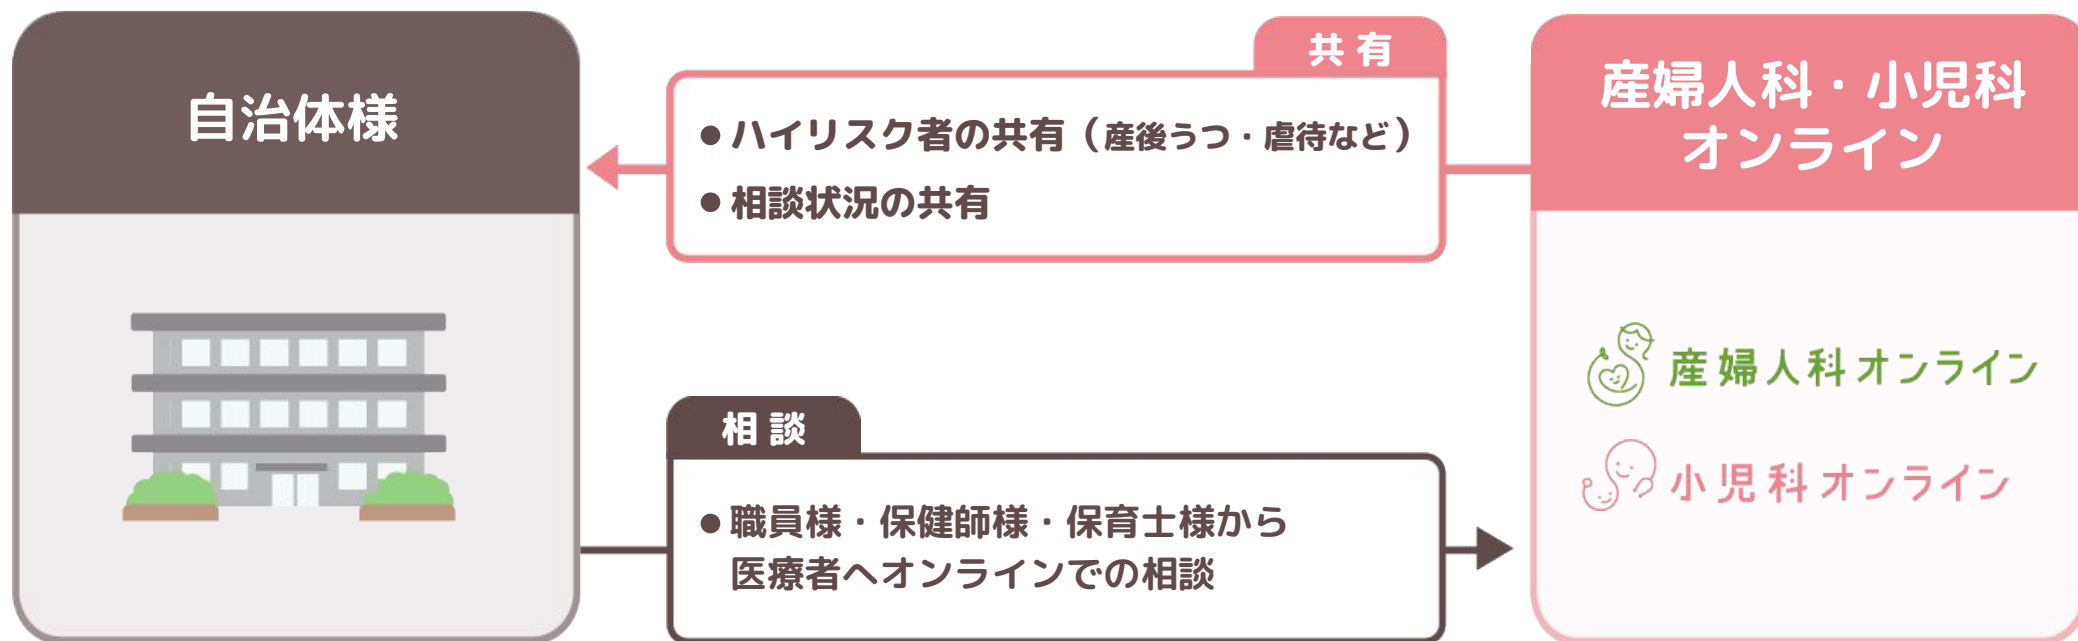 自治体様
共有
● ハイリスク者の共有（産後うつ・虐待など）
● 相談状況の共有
産婦人科・小児科
オンライン
産婦人科オンライン
小児科オンライン
相談
● 職員様・保健師様・保育士様から
医療者へオンラインでの相談